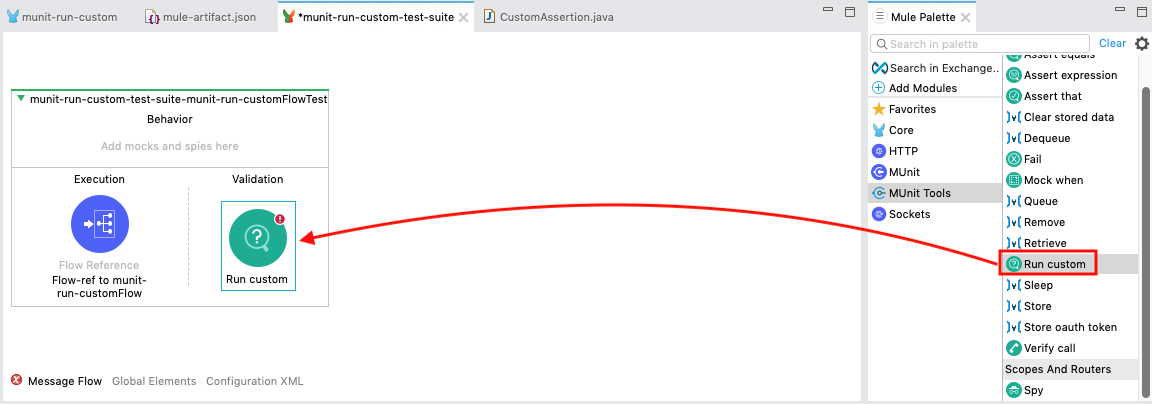 munit-run-custom
mule-artifact.json
*munit-run-custom-test-suite
CustomAssertion.java
munit-run-custom-test-suite-munit-run-customFlowTest
Behavior
Add mocks and spies here
Execution
Validation
Flow Reference
Flow-ref to munit-
run-customFlow
Run custom
Message Flow
Global Elements
Configuration XML
Mule Palette
Search in palette
Clear
Search in Exchange..
Add Modules
Favorites
Core
HTTP
MUnit
MUnit Tools
Sockets
Assert equals
Assert expression
Assert that
Clear stored data
Dequeue
Fail
Mock when
Queue
Remove
Retrieve
Run custom
Sleep
Store
Store oauth token
Verify call
Scopes And Routers
Spy